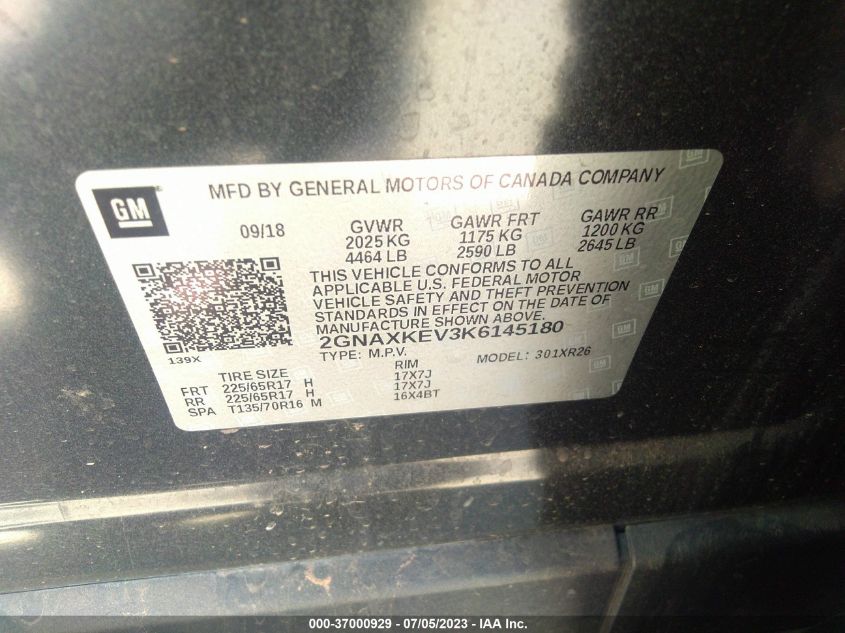 GM
MFD BY GENERAL MOTORS OF CANADA COMPANY
09/18 GVWR GAWR FRT GAWR RR
2025 KG 1175 KG 1200 KG
4464 LB 2590 LB 2645 LB
THIS VEHICLE CONFORMS TO ALL
APPLICABLE U.S. FEDERAL MOTOR
VEHICLE SAFETY AND THEFT PREVENTION
STANDARDS IN EFFECT ON THE DATE OF
MANUFACTURE SHOWN ABOVE.
2GNAXKEV3K6145180
139X
TYPE: M.P.V. MODEL: 301XR26
TIRE SIZE RIM
FRT 225/65R17 H 17X7J
RR 225/65R17 H 17X7J
SPA T135/70R16 M 16X4BT
000-37000929 - 07/05/2023 - IAA Inc.